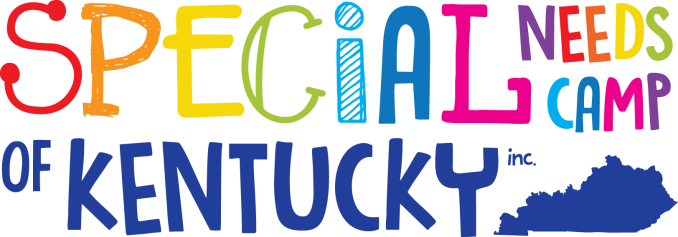 SPECiAL NEEDS CAMP
OF KENTUCKY inc.